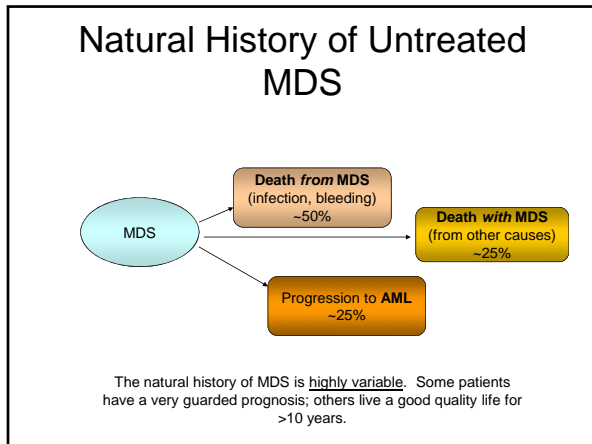 Natural History of Untreated
MDS
Death from MDS
(infection, bleeding)
~50%
MDS
Death with MDS
(from other causes)
~25%
Progression to AML
~25%
The natural history of MDS is highly variable.  Some patients
have a very guarded prognosis; others live a good quality life for
>10 years.